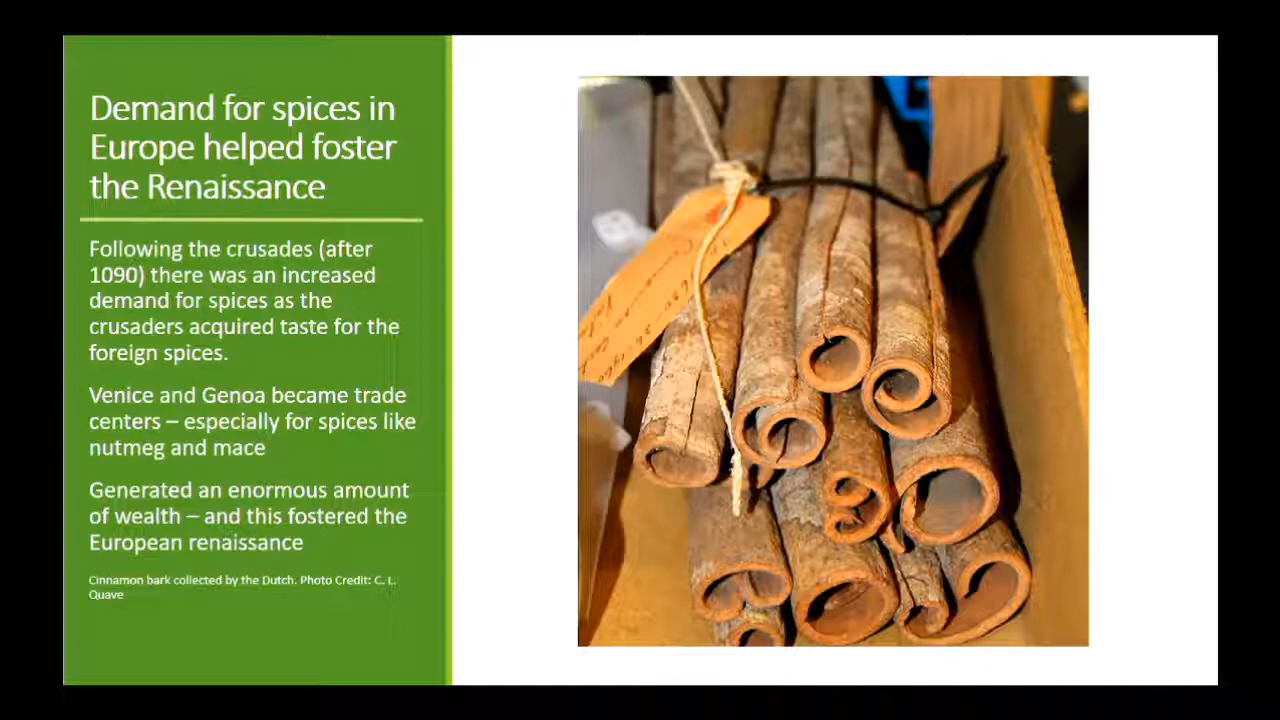 Demand for spices in
Europe helped foster
the Renaissance
Following the crusades (after
1090) there was an increased
demand for spices as the
crusaders acquired taste for the
foreign spices.
Venice and Genoa became trade
centers – especially for spices like
nutmeg and mace
Generated an enormous amount
of wealth – and this fostered the
European renaissance
Cinnamon bark collected by the Dutch. Photo Credit: C. L.
Quave